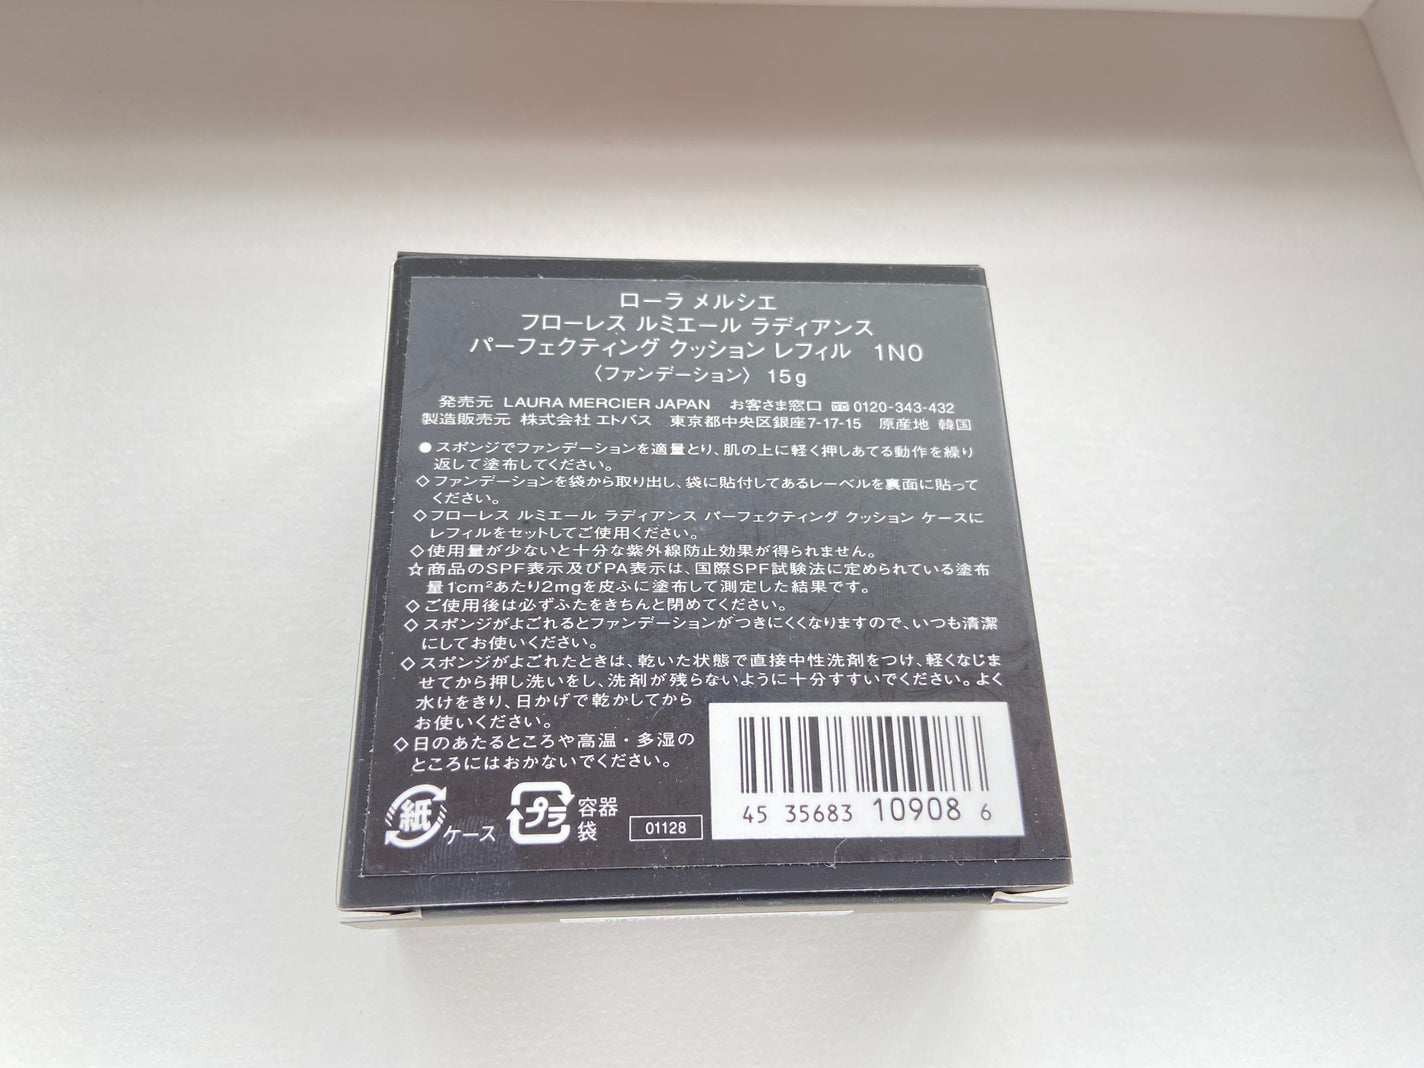 ローラ メルシエ
フローレス ルミエール ラディアンス
パーフェクティング クッション レフィル 1N0
〈ファンデーション〉 15g
発売元 LAURA MERCIER JAPAN お客さま窓口 0120-343-432
製造販売元 株式会社 エトバス 東京都中央区銀座7-17-15 原産地 韓国
●スポンジでファンデーションを適量とり、肌の上に軽く押しあてる動作を繰り
返して塗布してください。
◇ファンデーションを袋から取り出し、袋に貼付してあるレーベルを裏面に貼って
ください。
◇フローレス ルミエール ラディアンス パーフェクティング クッション ケースに
レフィルをセットしてご使用ください。
◇使用量が少ないと十分な紫外線防止効果が得られません。
☆商品のSPF表示及びPA表示は、国際SPF試験法に定められている塗布
量1cm²あたり2mgを皮ふに塗布して測定した結果です。
◇ご使用後は必ずふたをきちんと閉めてください。
◇スポンジがよごれるとファンデーションがつきにくくなりますので、いつも清潔
にしてお使いください。
◇スポンジがよごれたときは、乾いた状態で直接中性洗剤をつけ、軽くなじま
せてから押し洗いをし、洗剤が残らないように十分すすいでください。よく
水けをきり、日かげで乾かしてから
お使いください。
◇日のあたるところや高温・多湿の
ところにはおかないでください。
紙 ケース プラ 容器
袋
01128
45 35683 10908 6